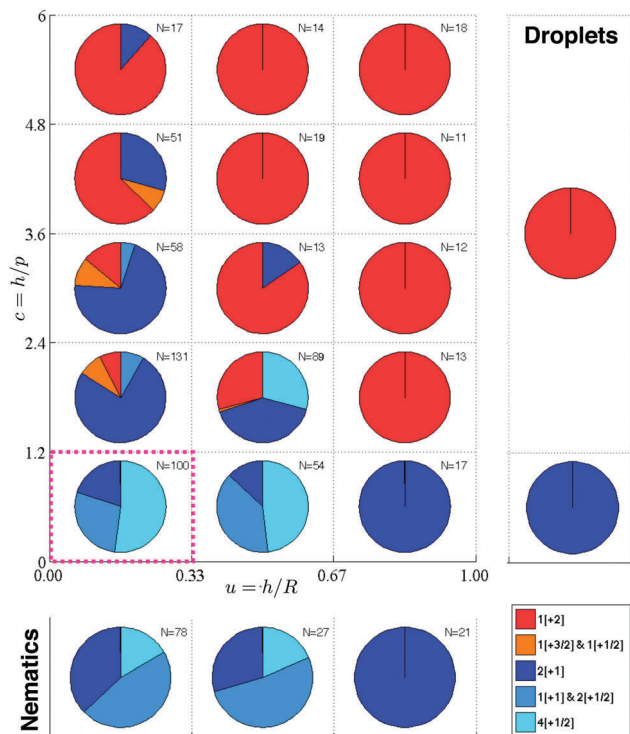 6
N=17
N=14
N=18
Droplets
4.8
N=51
N=19
N=11
3.6
N=58
N=13
N=12
c = h/p
2.4
N=131
N=89
N=13
1.2
N=100
N=54
N=17
0
0.00
0.33
0.67
1.00
u = h/R
Nematics
N=78
N=27
N=21
1[+2]
1[+3/2] & 1[+1/2]
2[+1]
1[+1] & 2[+1/2]
4[+1/2]